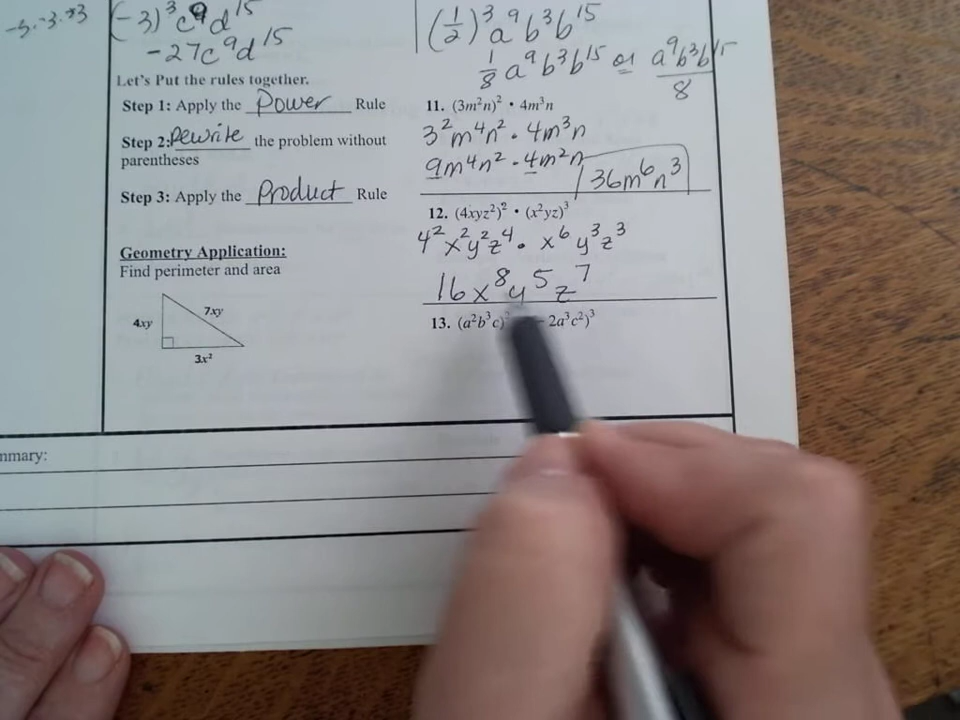 -3·-3·-3
(-3)³c⁹d¹⁵
-27c⁹d¹⁵
Let's Put the rules together.
Step 1: Apply the Power Rule
Step 2: Rewrite the problem without
parentheses
Step 3: Apply the Product Rule
Geometry Application:
Find perimeter and area
4xy
7xy
3x²
(1/2)³a⁹b³b¹⁵
1/8 a⁹b³b¹⁵ or a⁹b³b¹⁵/8
11. (3m²n)² · 4m³n
3²m⁴n² · 4m³n
9m⁴n² · 4m²n
36m⁶n³
12. (4xyz²)² · (x²yz)³
4²x²y²z⁴ · x⁶y³z³
16x⁸y⁵z⁷
13. (a²b³c) 2a³c²)³
mmary: